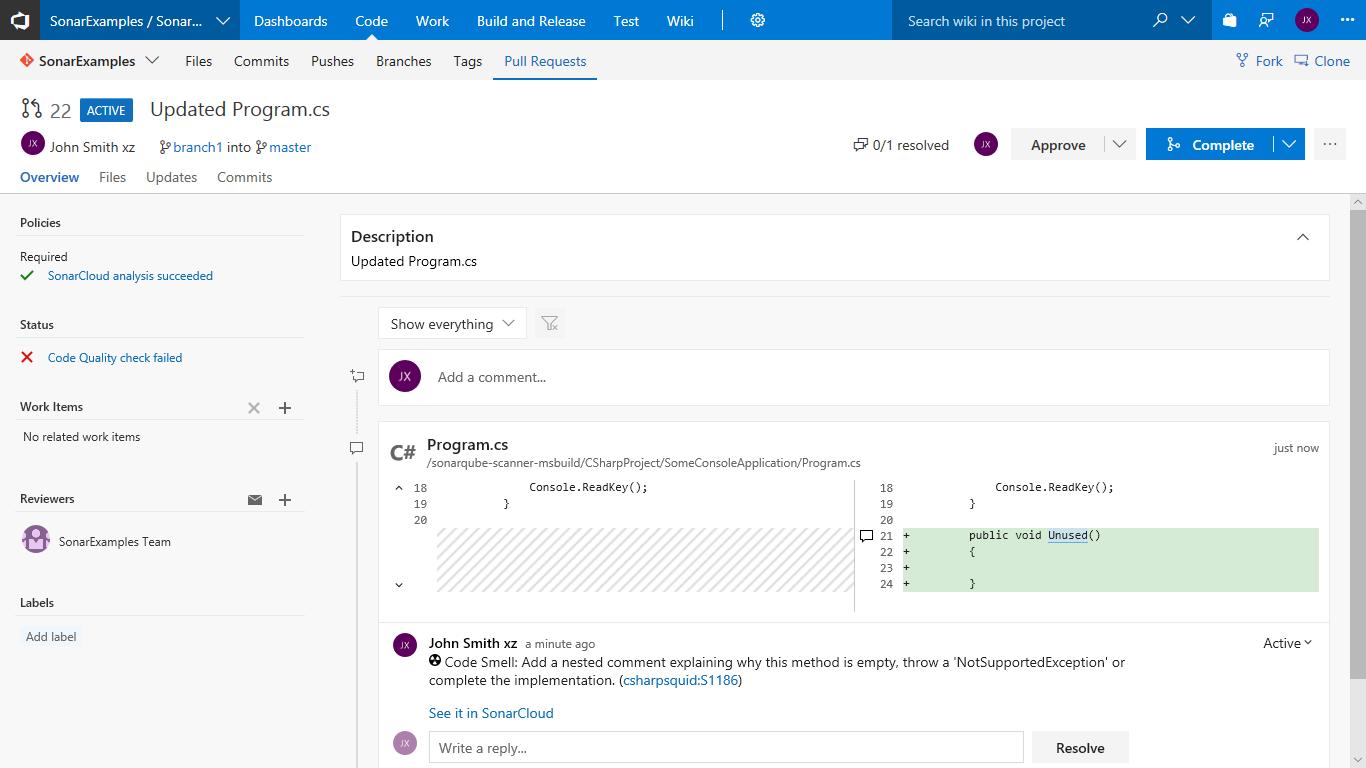 SonarExamples / Sonar...
Dashboards
Code
Work
Build and Release
Test
Wiki
Search wiki in this project
JX
SonarExamples
Files
Commits
Pushes
Branches
Tags
Pull Requests
Fork
Clone
22
ACTIVE
Updated Program.cs
JX
John Smith xz
branch1 into master
0/1 resolved
JX
Approve
Complete
...
Overview
Files
Updates
Commits
Policies
Required
SonarCloud analysis succeeded
Status
Code Quality check failed
Work Items
No related work items
Reviewers
SonarExamples Team
Labels
Add label
Description
Updated Program.cs
Show everything
JX
Add a comment...
C#
Program.cs
just now
/sonarqube-scanner-msbuild/CSharpProject/SomeConsoleApplication/Program.cs
18 Console.ReadKey();
19 }
20
18 Console.ReadKey();
19 }
20
21 + public void Unused()
22 + {
23 +
24 + }
JX
John Smith xz
a minute ago
Active
Code Smell: Add a nested comment explaining why this method is empty, throw a 'NotSupportedException' or
complete the implementation. (csharpsquid:S1186)
See it in SonarCloud
JX
Write a reply...
Resolve